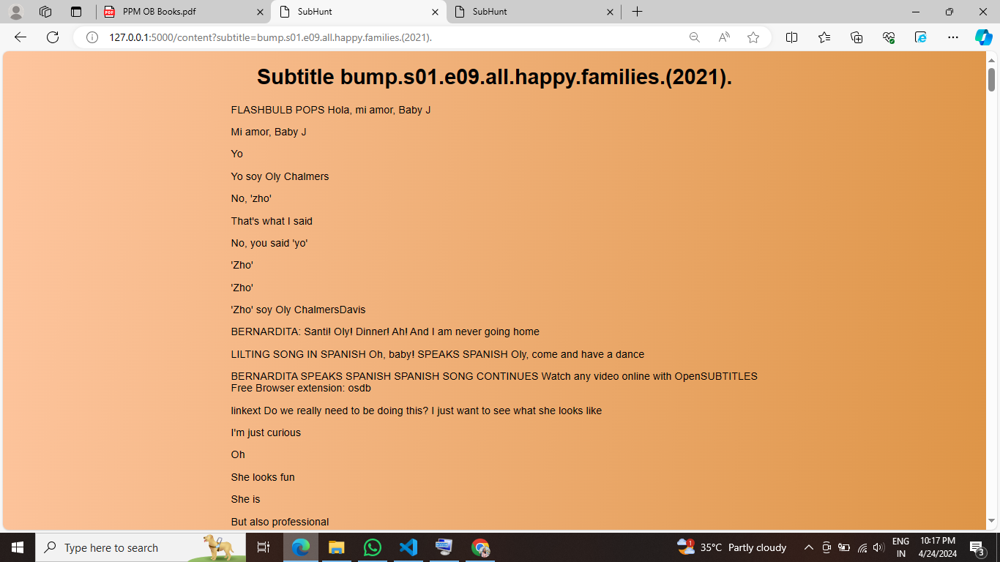 PPM OB Books.pdf
SubHunt
SubHunt
127.0.0.1:5000/content?subtitle=bump.s01.e09.all.happy.families.(2021).
Subtitle bump.s01.e09.all.happy.families.(2021).
FLASHBULB POPS Hola, mi amor, Baby J
Mi amor, Baby J
Yo
Yo soy Oly Chalmers
No, 'zho'
That's what I said
No, you said 'yo'
'Zho'
'Zho'
'Zho' soy Oly ChalmersDavis
BERNARDITA: Santi! Oly! Dinner! Ah! And I am never going home
LILTING SONG IN SPANISH Oh, baby! SPEAKS SPANISH Oly, come and have a dance
BERNARDITA SPEAKS SPANISH SPANISH SONG CONTINUES Watch any video online with OpenSUBTITLES
Free Browser extension: osdb
linkext Do we really need to be doing this? I just want to see what she looks like
I'm just curious
Oh
She looks fun
She is
But also professional
Type here to search
1
35°C Partly cloudy
ENG
IN
10:17 PM
4/24/2024
3